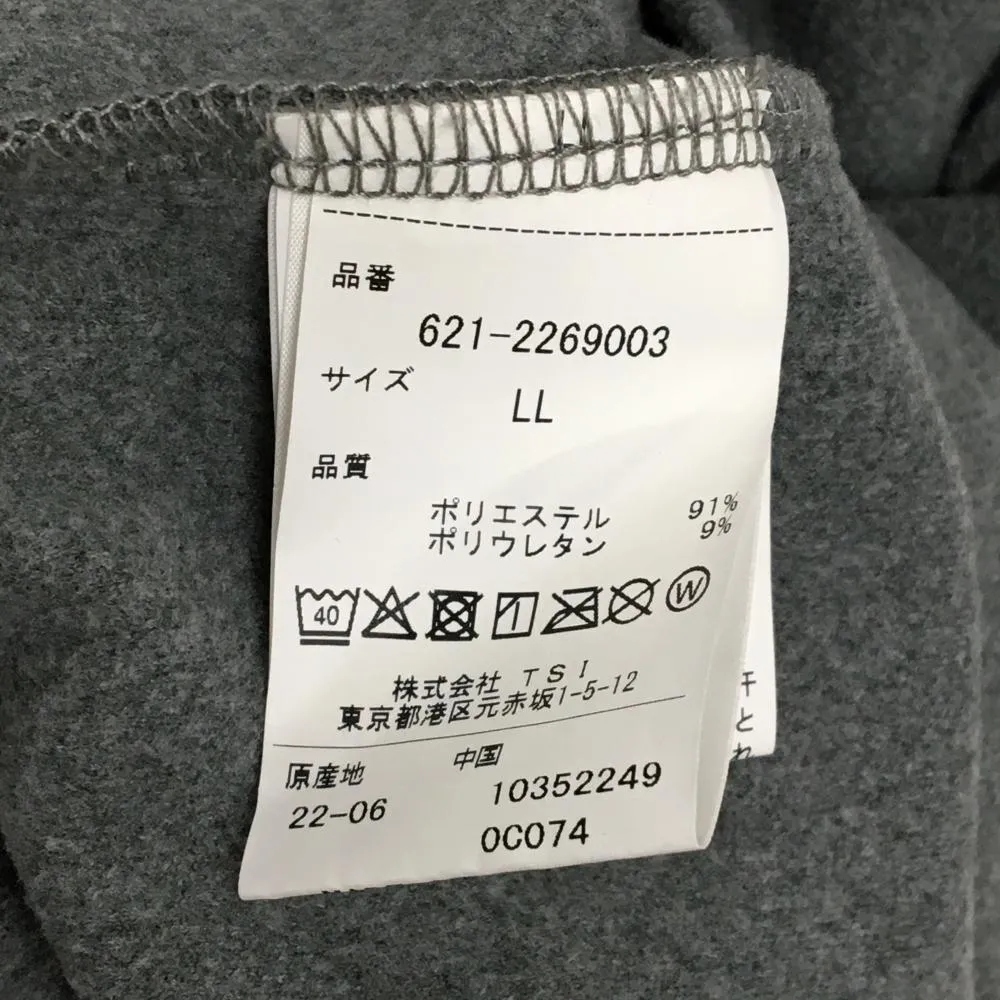 品番
621-2269003
サイズ
LL
品質
ポリエステル 91%
ポリウレタン 9%
40
W
株式会社 TSI
東京都港区元赤坂1-5-12
原産地 中国
22-06 10352249
0C074
と
れ